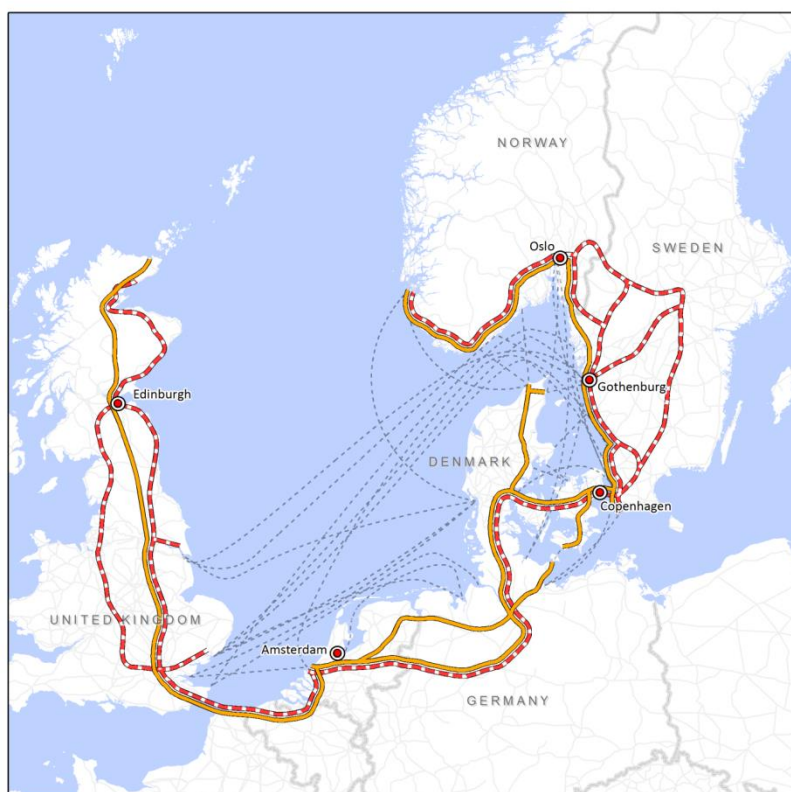 NORWAY
Oslo
SWEDEN
Edinburgh
Gothenburg
DENMARK
Copenhagen
UNITED KINGDOM
Amsterdam
GERMANY